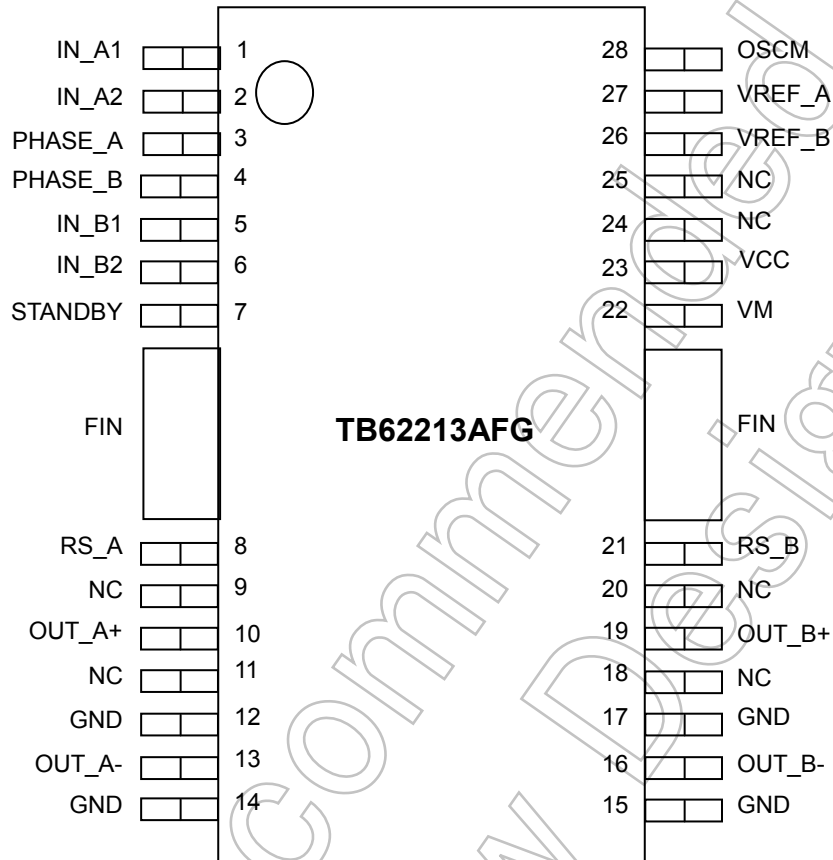 IN_A1 1 28 OSCM
IN_A2 2 27 VREF_A
PHASE_A 3 26 VREF_B
PHASE_B 4 25 NC
IN_B1 5 24 NC
IN_B2 6 23 VCC
STANDBY 7 22 VM
FIN TB62213AFG FIN
RS_A 8 21 RS_B
NC 9 20 NC
OUT_A+ 10 19 OUT_B+
NC 11 18 NC
GND 12 17 GND
OUT_A- 13 16 OUT_B-
GND 14 15 GND
commended
w Desig